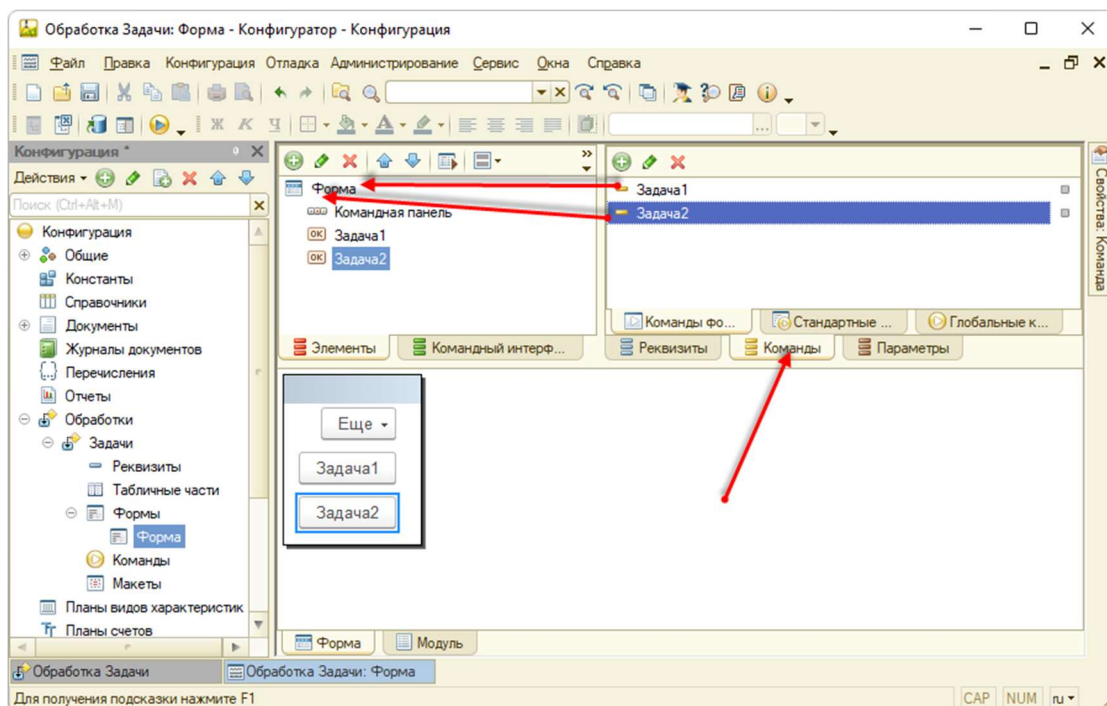 Обработка Задачи: Форма - Конфигуратор - Конфигурация
Файл Правка Конфигурация Отладка Администрирование Сервис Окна Справка
Ж К Ч
Конфигурация *
Действия
Поиск (Ctrl+Alt+M)
Конфигурация
Общие
Константы
Справочники
Документы
Журналы документов
Перечисления
Отчеты
Обработки
Задачи
Реквизиты
Табличные части
Формы
Форма
Команды
Макеты
Планы видов характеристик
Планы счетов
Форма
Командная панель
OK Задача1
OK Задача2
Элементы Командный интерф...
Задача1
Задача2
Команды фо... Стандартные ... Глобальные к...
Реквизиты Команды Параметры
Свойства: Команда
Еще
Задача1
Задача2
Форма Модуль
Обработка Задачи Обработка Задачи: Форма
Для получения подсказки нажмите F1 CAP NUM ru